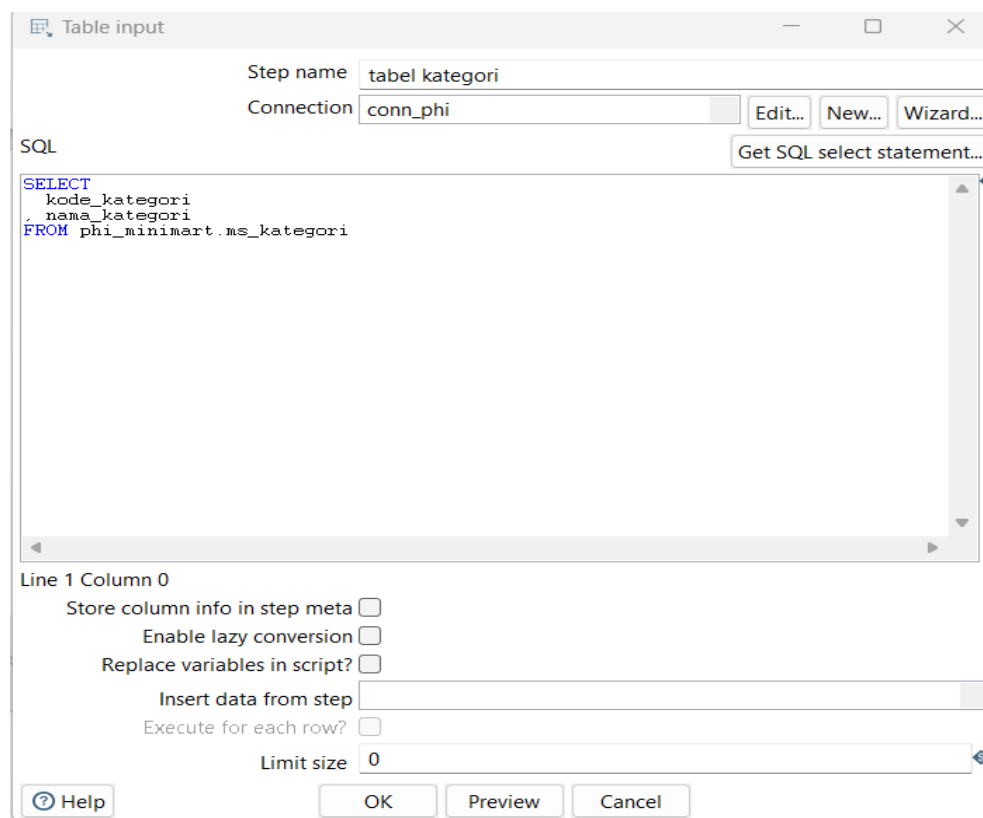 Table input
Step name tabel kategori
Connection conn_phi Edit... New... Wizard...
SQL Get SQL select statement...
SELECT
kode_kategori
, nama_kategori
FROM phi_minimart.ms_kategori
Line 1 Column 0
Store column info in step meta
Enable lazy conversion
Replace variables in script?
Insert data from step
Execute for each row?
Limit size 0
Help OK Preview Cancel